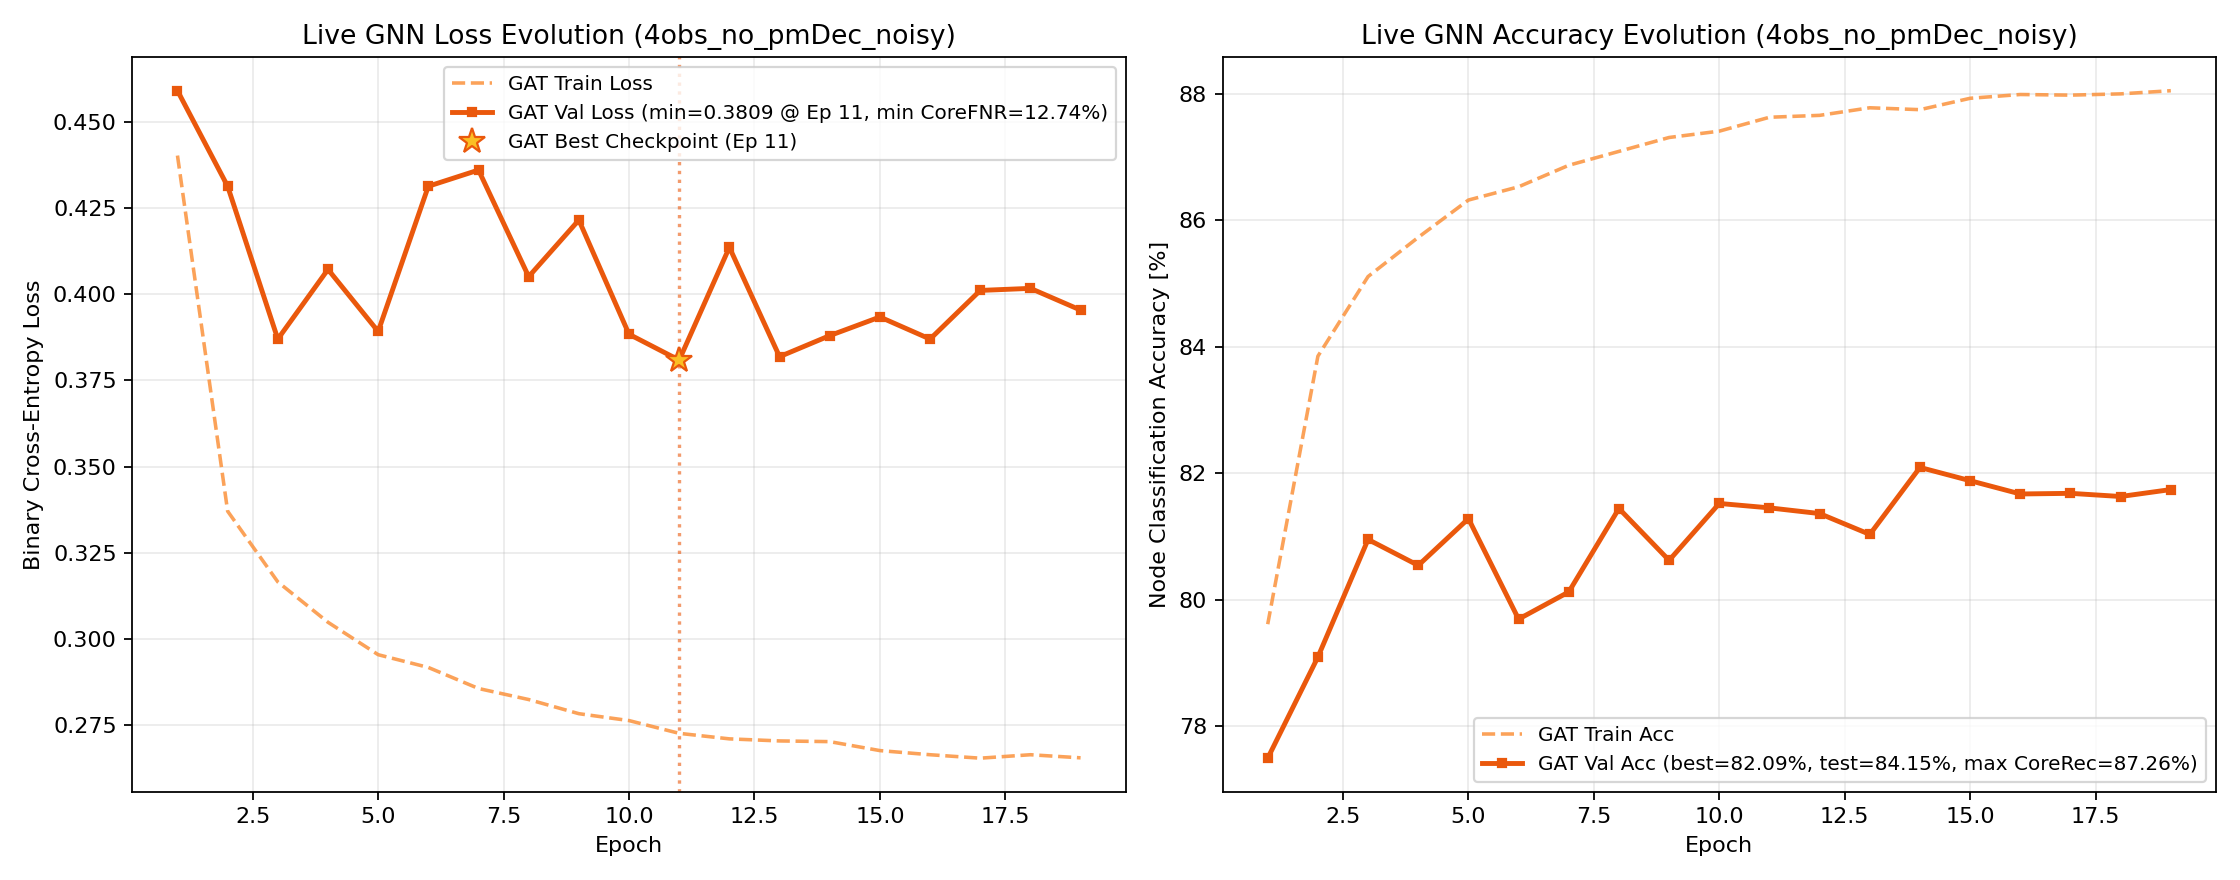 Live GNN Loss Evolution (4obs_no_pmDec_noisy)
GAT Train Loss
GAT Val Loss (min=0.3809 @ Ep 11, min CoreFNR=12.74%)
GAT Best Checkpoint (Ep 11)
Binary Cross-Entropy Loss
0.450
0.425
0.400
0.375
0.350
0.325
0.300
0.275
2.5 5.0 7.5 10.0 12.5 15.0 17.5
Epoch
Live GNN Accuracy Evolution (4obs_no_pmDec_noisy)
Node Classification Accuracy [%]
88
86
84
82
80
78
GAT Train Acc
GAT Val Acc (best=82.09%, test=84.15%, max CoreRec=87.26%)
2.5 5.0 7.5 10.0 12.5 15.0 17.5
Epoch